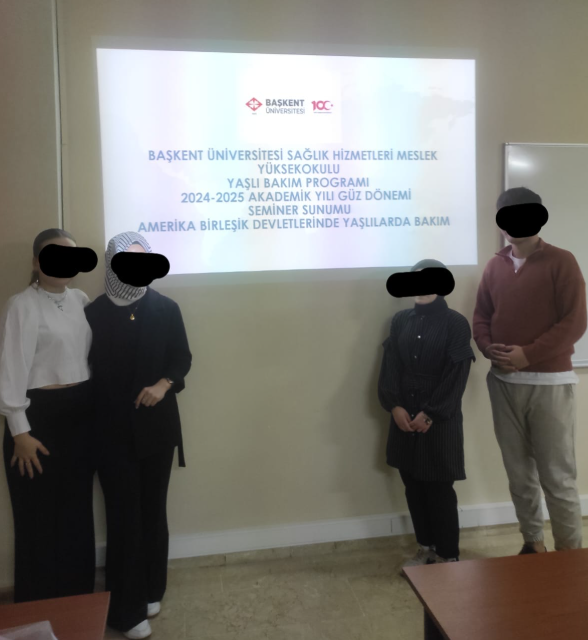 BAŞKENT
ÜNİVERSİTESİ
100
BAŞKENT ÜNİVERSİTESİ SAĞLIK HİZMETLERİ MESLEK
YÜKSEKOKULU
YAŞLI BAKIM PROGRAMI
2024-2025 AKADEMİK YILI GÜZ DÖNEMİ
SEMİNER SUNUMU
AMERİKA BİRLEŞİK DEVLETLERİNDE YAŞLILARDA BAKIM